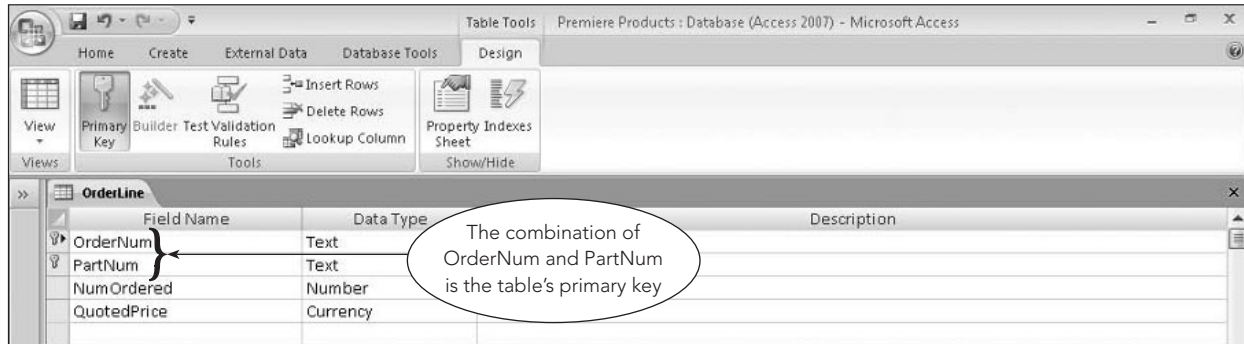 Table Tools Premiere Products : Database (Access 2007) - Microsoft Access
Home Create External Data Database Tools Design
View
Primary Key
Builder
Test Validation Rules
Insert Rows
Delete Rows
Lookup Column
Property Sheet
Indexes
Views Tools Show/Hide
OrderLine
Field Name Data Type Description
OrderNum Text
PartNum Text
NumOrdered Number
QuotedPrice Currency
The combination of
OrderNum and PartNum
is the table's primary key